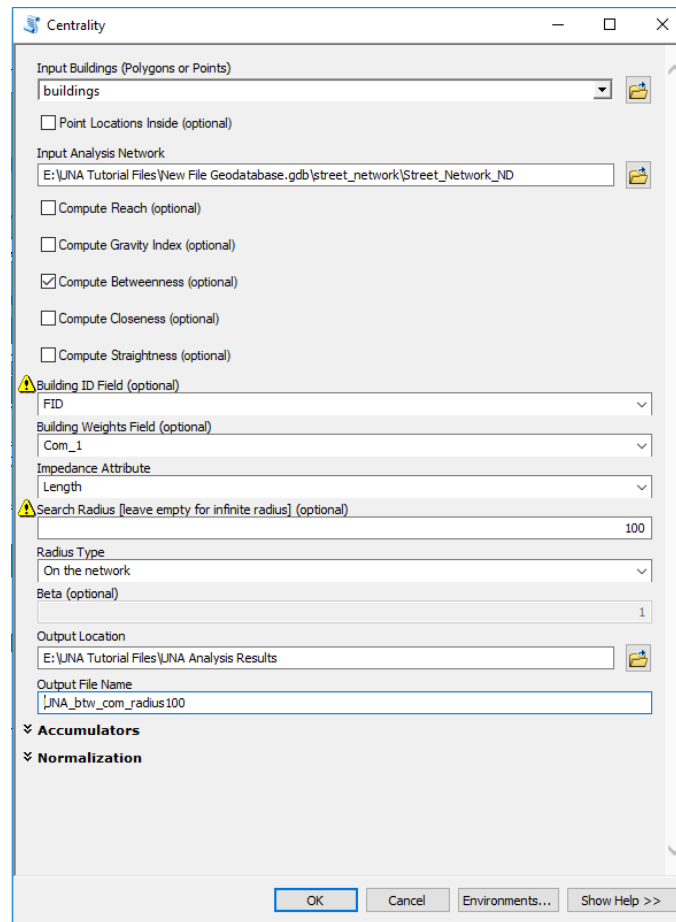 Centrality
Input Buildings (Polygons or Points)
buildings
Point Locations Inside (optional)
Input Analysis Network
E:\UNA Tutorial Files\New File Geodatabase.gdb\street_network\Street_Network_ND
Compute Reach (optional)
Compute Gravity Index (optional)
Compute Betweenness (optional)
Compute Closeness (optional)
Compute Straightness (optional)
Building ID Field (optional)
FID
Building Weights Field (optional)
Com_1
Impedance Attribute
Length
Search Radius [leave empty for infinite radius] (optional)
100
Radius Type
On the network
Beta (optional)
1
Output Location
E:\UNA Tutorial Files\UNA Analysis Results
Output File Name
UNA_btw_com_radius100
Accumulators
Normalization
OK Cancel Environments... Show Help >>